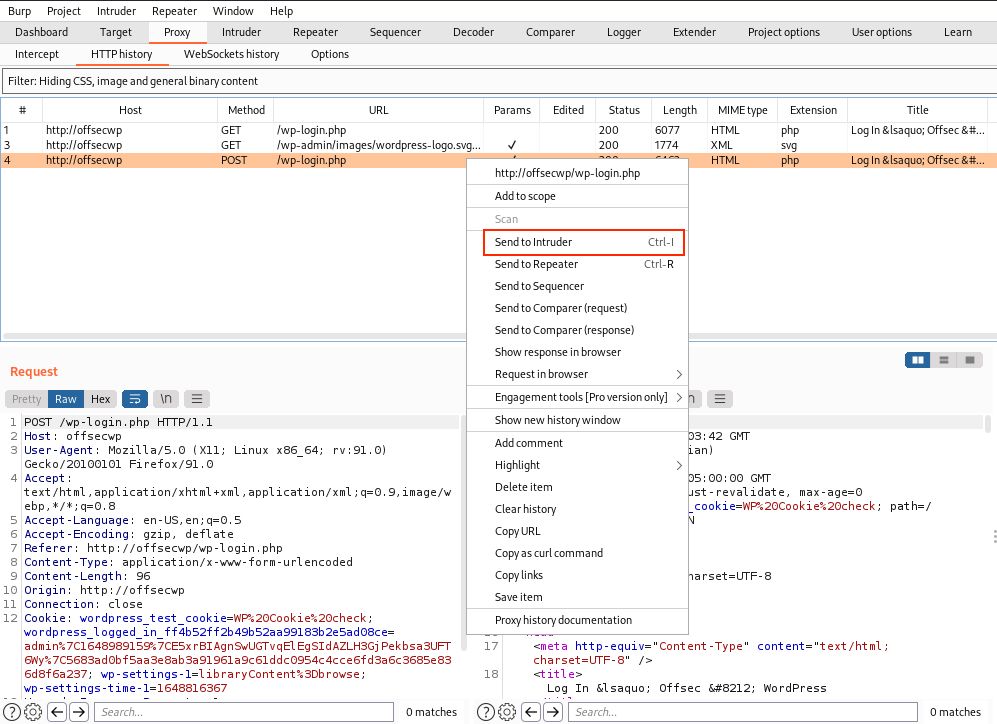 Burp Project Intruder Repeater Window Help
Dashboard Target Proxy Intruder Repeater Sequencer Decoder Comparer Logger Extender Project options User options Learn
Intercept HTTP history WebSockets history Options
Filter: Hiding CSS, image and general binary content
# Host Method URL Params Edited Status Length MIME type Extension Title
1 http://offsecwp GET /wp-login.php 200 6077 HTML php Log In &lsaquo; Offsec &#...
3 http://offsecwp GET /wp-admin/images/wordpress-logo.svg... ✓ 200 1774 XML svg
4 http://offsecwp POST /wp-login.php HTML php Log In &lsaquo; Offsec &#...
http://offsecwp/wp-login.php
Add to scope
Scan
Send to Intruder Ctrl-I
Send to Repeater Ctrl-R
Send to Sequencer
Send to Comparer (request)
Send to Comparer (response)
Show response in browser
Request in browser
Engagement tools [Pro version only]
Show new history window
Add comment
Highlight
Delete item
Clear history
Copy URL
Copy as curl command
Copy links
Save item
Proxy history documentation
Request
Pretty Raw Hex \n
1 POST /wp-login.php HTTP/1.1
2 Host: offsecwp
3 User-Agent: Mozilla/5.0 (X11; Linux x86_64; rv:91.0)
Gecko/20100101 Firefox/91.0
4 Accept:
text/html,application/xhtml+xml,application/xml;q=0.9,image/w
ebp,*/*;q=0.8
5 Accept-Language: en-US,en;q=0.5
6 Accept-Encoding: gzip, deflate
7 Referer: http://offsecwp/wp-login.php
8 Content-Type: application/x-www-form-urlencoded
9 Content-Length: 96
10 Origin: http://offsecwp
11 Connection: close
12 Cookie: wordpress_test_cookie=WP%20Cookie%20check;
wordpress_logged_in_ff4b52ff2b49b52aa99183b2e5ad08ce=
admin%7C1648989159%7CE5xrBIAgnSwUGTvqElEgSIdAZLH3GjPekbsa3UFT
6Wy%7C5683ad0bf5aa3e8ab3a91961a9c61ddc0954c4cce6fd3a6c3685e83
6d8f6a237; wp-settings-1=libraryContent%3Dbrowse;
wp-settings-time-1=1648816367
03:42 GMT
ian)
05:00:00 GMT
ust-revalidate, max-age=0
_cookie=WP%20Cookie%20check; path=/
N
harset=UTF-8
17 <meta http-equiv="Content-Type" content="text/html;
charset=UTF-8" />
18 <title>
Log In &lsaquo; Offsec &#8212; WordPress
Search... 0 matches
Search... 0 matches